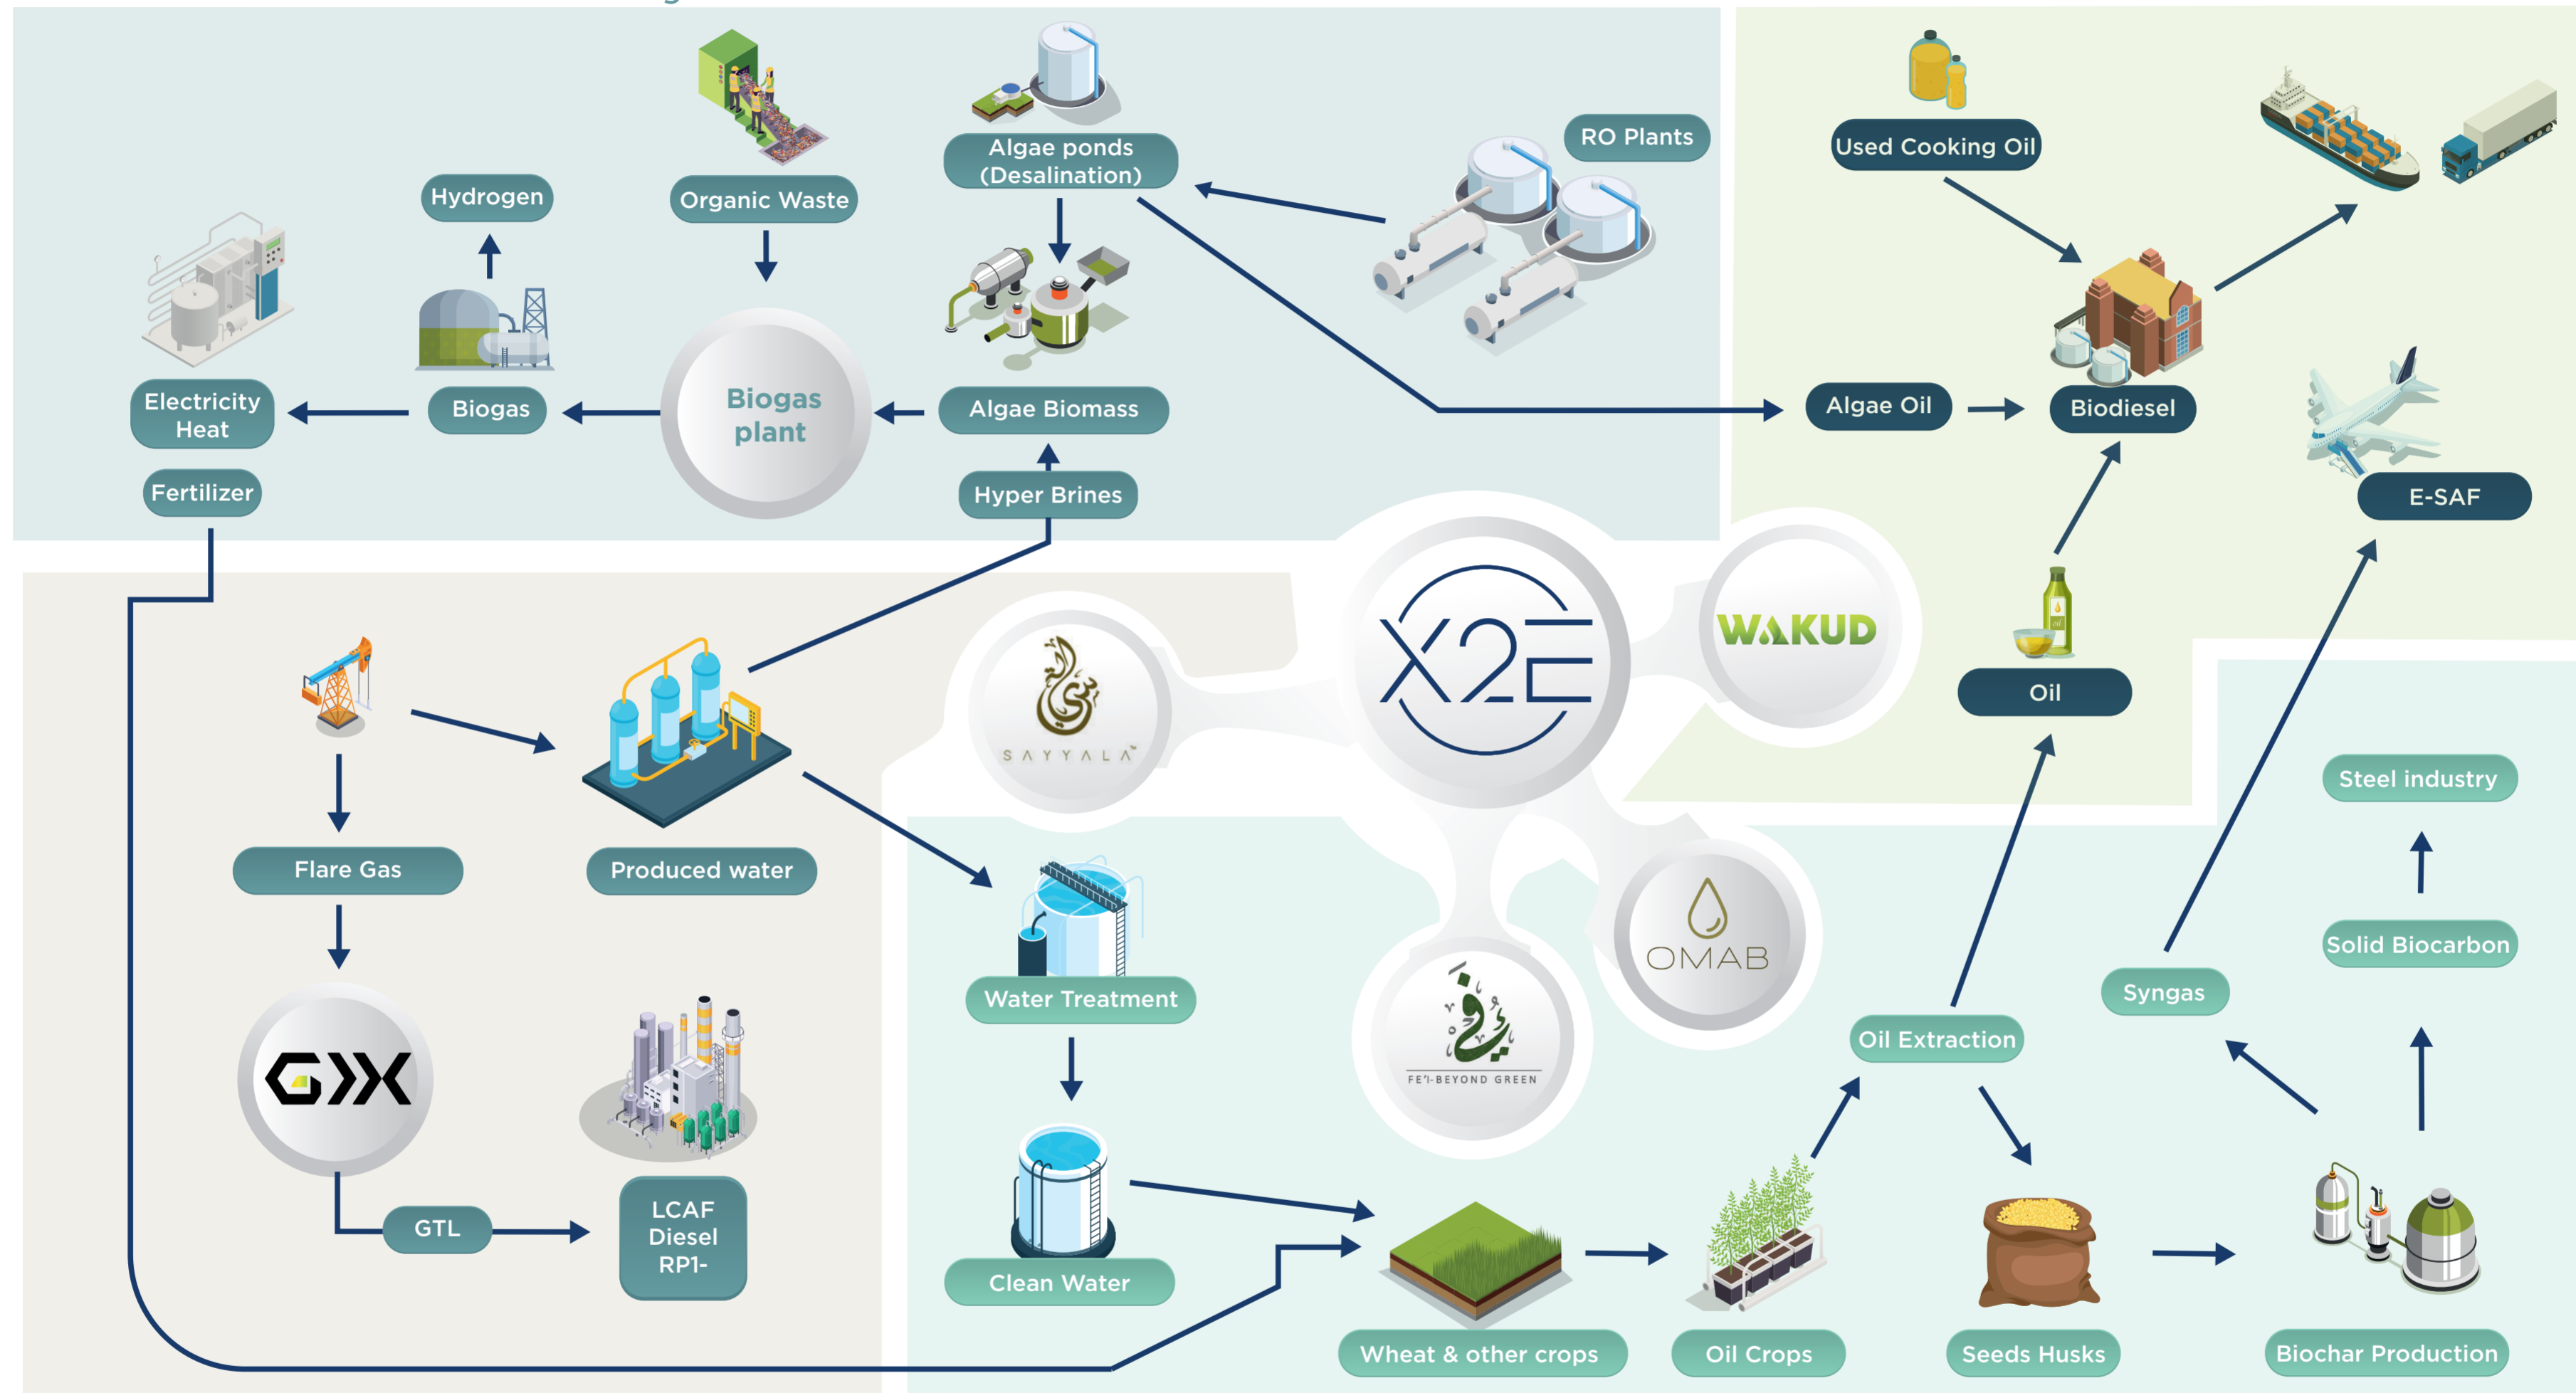 Used Cooking Oil
RO Plants
Algae ponds
(Desalination)
Organic Waste
Hydrogen
Electricity
Heat
Biogas
Biogas
plant
Algae Biomass
Algae Oil
Biodiesel
Fertilizer
Hyper Brines
E-SAF
X2E
WAKUD
سيالة
SAYYALA™
oil
Oil
Steel industry
Flare Gas
Produced water
Solid Biocarbon
OMAB
Water Treatment
Syngas
Oil Extraction
FE'I-BEYOND GREEN
GTL
LCAF
Diesel
RP1-
Clean Water
Wheat & other crops
Oil Crops
Seeds Husks
Biochar Production